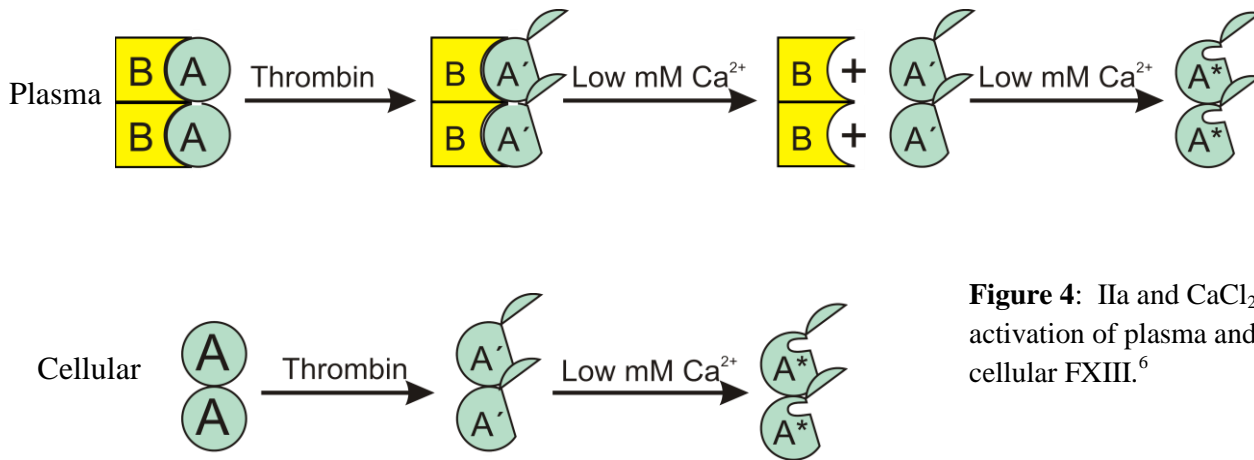 Plasma
B A
B A
Thrombin
B A´
B A´
Low mM Ca²⁺
B + A´
B + A´
Low mM Ca²⁺
A*
A*
Cellular
A
A
Thrombin
A´
A´
Low mM Ca²⁺
A*
A*
Figure 4: IIa and CaCl₂
activation of plasma and
cellular FXIII.⁶